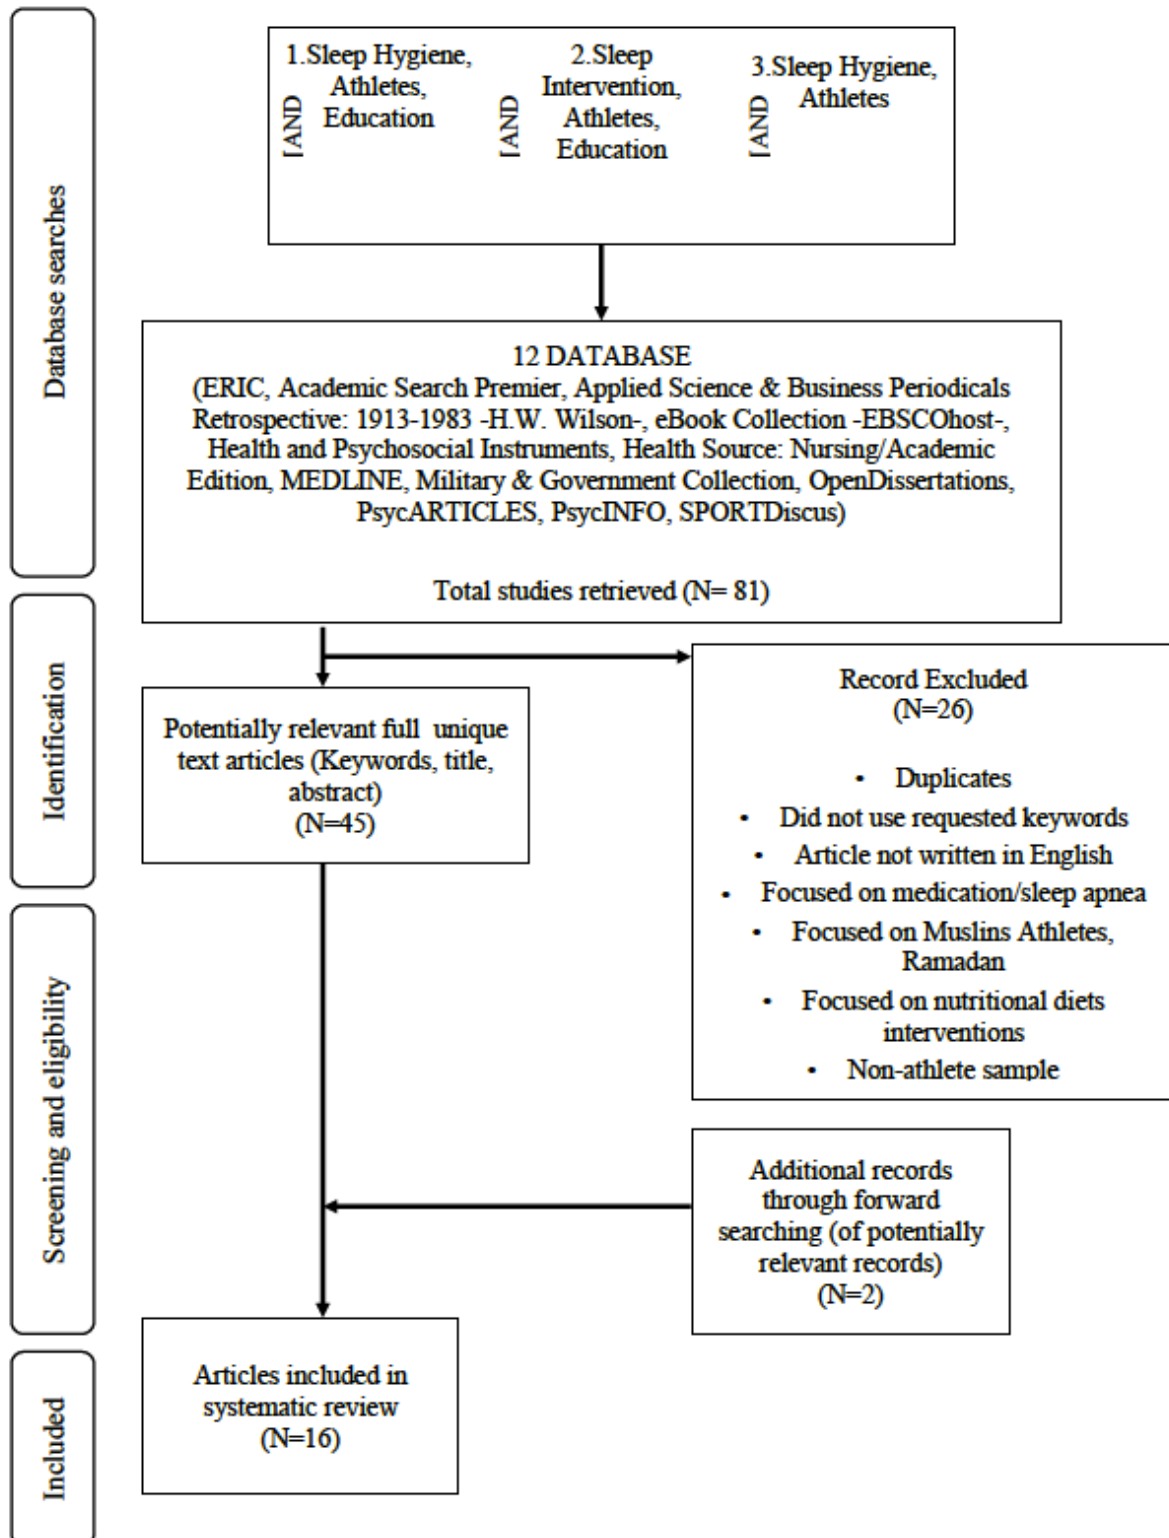 Database searches
1.Sleep Hygiene,
Athletes,
Education
[AND
2.Sleep
Intervention,
Athletes,
Education
[AND
3.Sleep Hygiene,
Athletes
[AND
12 DATABASE
(ERIC, Academic Search Premier, Applied Science & Business Periodicals
Retrospective: 1913-1983 -H.W. Wilson-, eBook Collection -EBSCOhost-,
Health and Psychosocial Instruments, Health Source: Nursing/Academic
Edition, MEDLINE, Military & Government Collection, OpenDissertations,
PsycARTICLES, PsycINFO, SPORTDiscus)
Total studies retrieved (N= 81)
Identification
Potentially relevant full unique
text articles (Keywords, title,
abstract)
(N=45)
Record Excluded
(N=26)
• Duplicates
• Did not use requested keywords
• Article not written in English
• Focused on medication/sleep apnea
• Focused on Muslins Athletes,
Ramadan
• Focused on nutritional diets
interventions
• Non-athlete sample
Screening and eligibility
Additional records
through forward
searching (of potentially
relevant records)
(N=2)
Included
Articles included in
systematic review
(N=16)